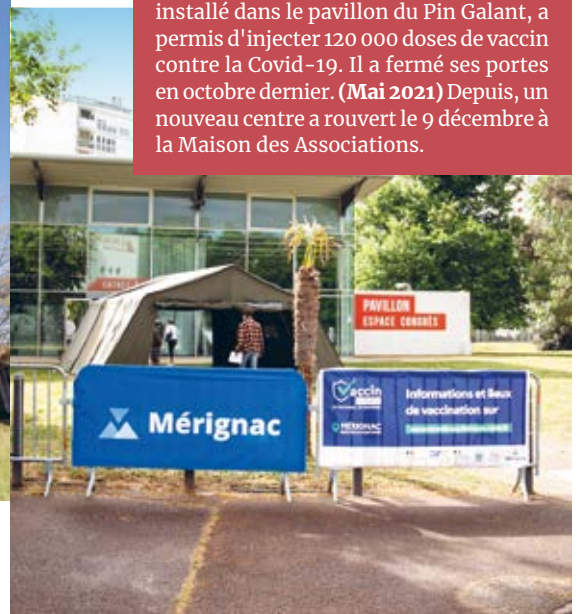 installé dans le pavillon du Pin Galant, a
permis d'injecter 120 000 doses de vaccin
contre la Covid-19. Il a fermé ses portes
en octobre dernier. (Mai 2021) Depuis, un
nouveau centre a rouvert le 9 décembre à
la Maison des Associations.
PAVILLON
ESPACE CONGRÈS
Mérignac
Vaccin
MÉRIGNAC
Informations et lieux
de vaccination sur